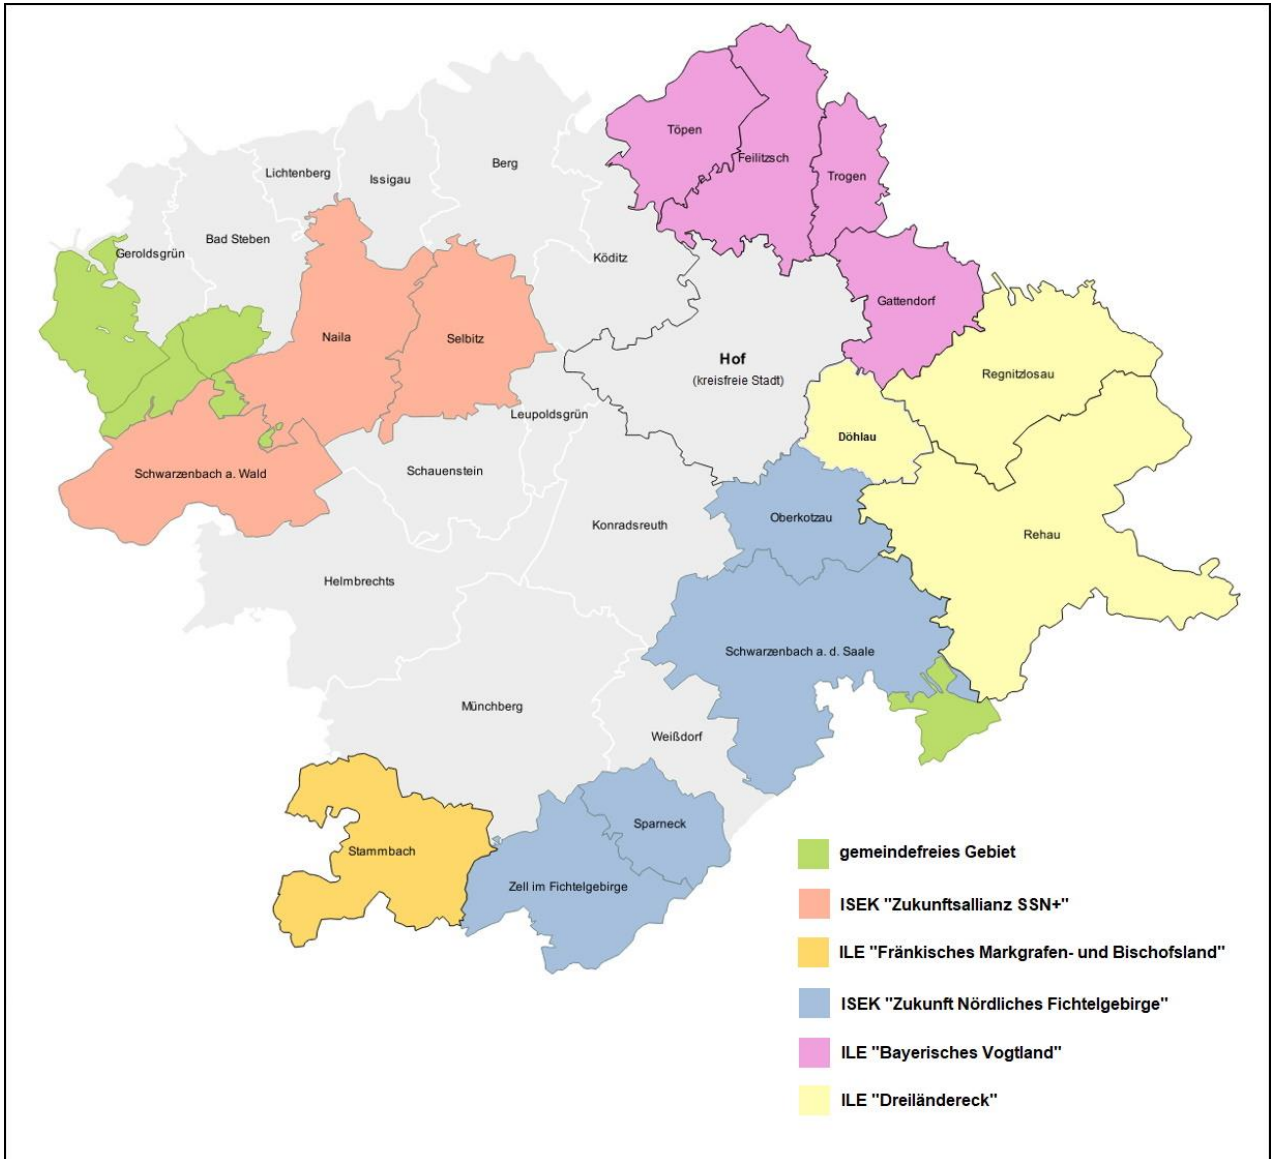 Töpen
Feilitzsch
Trogen
Berg
Lichtenberg
Issigau
Bad Steben
Geroldsgrün
Köditz
Gattendorf
Naila
Selbitz
Hof
(kreisfreie Stadt)
Regnitzlosau
Leupoldsgrün
Döhlau
Schwarzenbach a. Wald
Schauenstein
Oberkotzau
Konradsreuth
Rehau
Helmbrechts
Schwarzenbach a. d. Saale
Münchberg
Weißdorf
Sparneck
Stammbach
Zell im Fichtelgebirge
gemeindefreies Gebiet
ISEK "Zukunftsallianz SSN+"
ILE "Fränkisches Markgrafen- und Bischofsland"
ISEK "Zukunft Nördliches Fichtelgebirge"
ILE "Bayerisches Vogtland"
ILE "Dreiländereck"